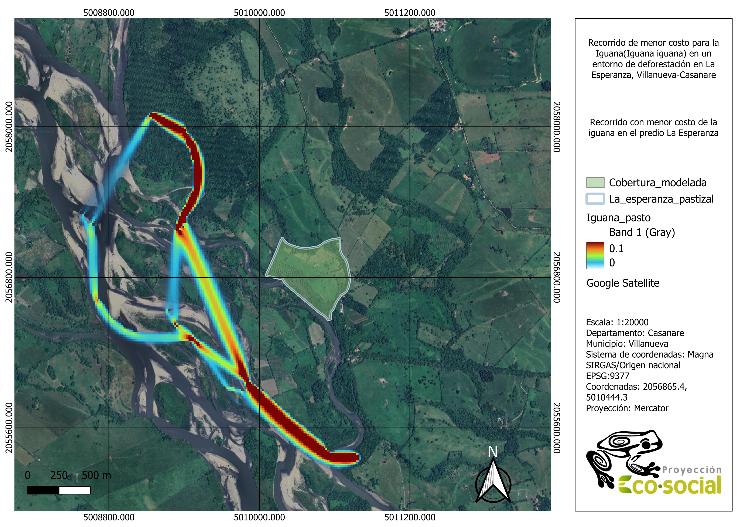 5008800.000
5010000.000
5011200.000
2058000.000
2058000.000
2056800.000
2056800.000
2055600.000
2055600.000
N
0 250 500 m
5008800.000
5010000.000
5011200.000
Recorrido de menor costo para la
Iguana(Iguana iguana) en un
entorno de deforestación en La
Esperanza, Villanueva-Casanare
Recorrido con menor costo de la
iguana en el predio La Esperanza
Cobertura_modelada
La_esperanza_pastizal
Iguana_pasto
Band 1 (Gray)
0.1
0
Google Satellite
Escala: 1:20000
Departamento: Casanare
Municipio: Villanueva
Sistema de coordenadas: Magna
SIRGAS/Origen nacional
EPSG:9377
Coordenadas: 2056865.4,
5010444.3
Proyección: Mercator
Proyección
Eco·social